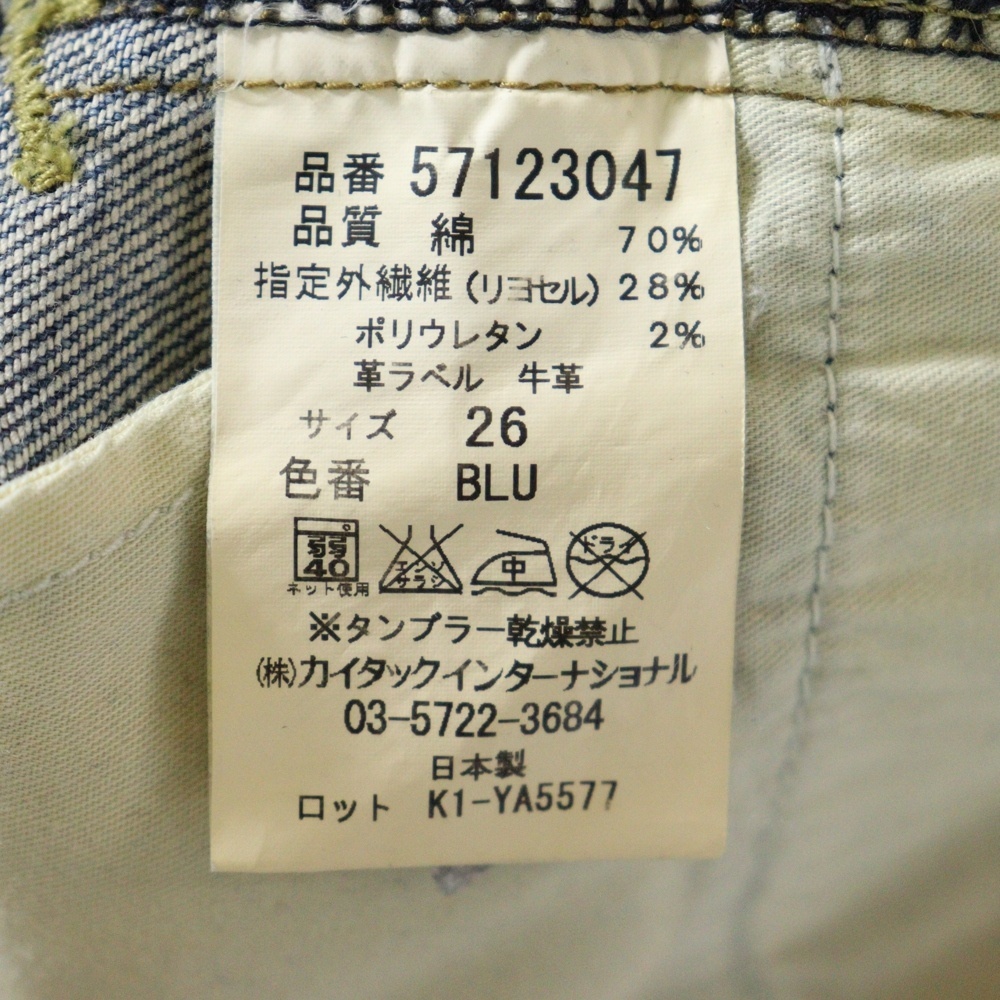 品番 57123047
品質 綿 70%
指定外繊維 (リヨセル) 28%
ポリウレタン 2%
革ラベル 牛革
サイズ 26
色番 BLU
弱 40 エンソサラシ 中 ドライ
ネット使用
※タンブラー乾燥禁止
(株)カイタックインターナショナル
03-5722-3684
日本製
ロット K1-YA5577